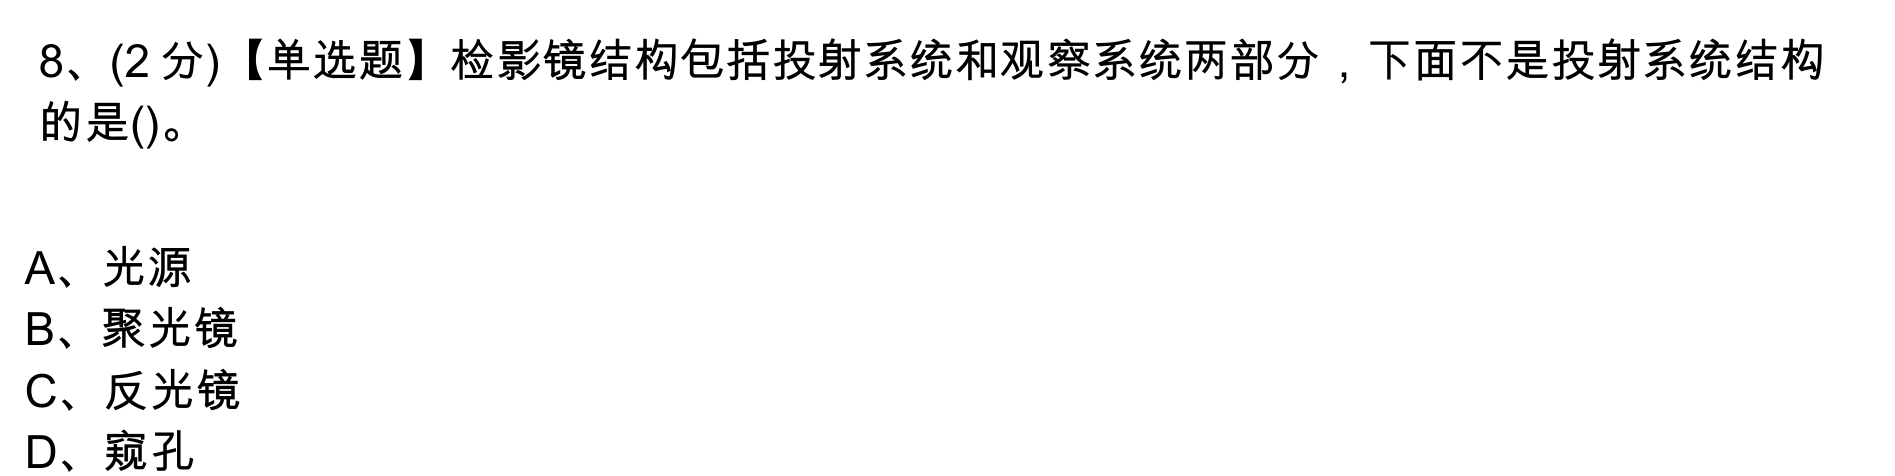 8、(2 分)【单选题】检影镜结构包括投射系统和观察系统两部分，下面不是投射系统结构
的是()。
A、光源
B、聚光镜
C、反光镜
D、窥孔